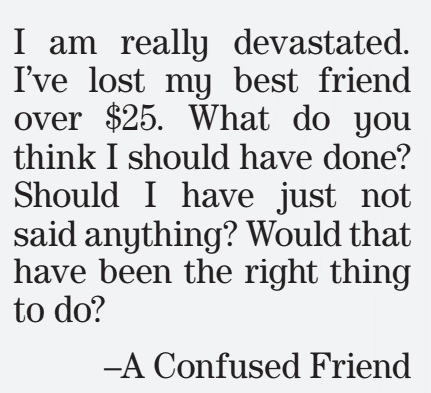 I am really devastated.
I’ve lost my best friend
over $25. What do you
think I should have done?
Should I have just not
said anything? Would that
have been the right thing
to do?
–A Confused Friend